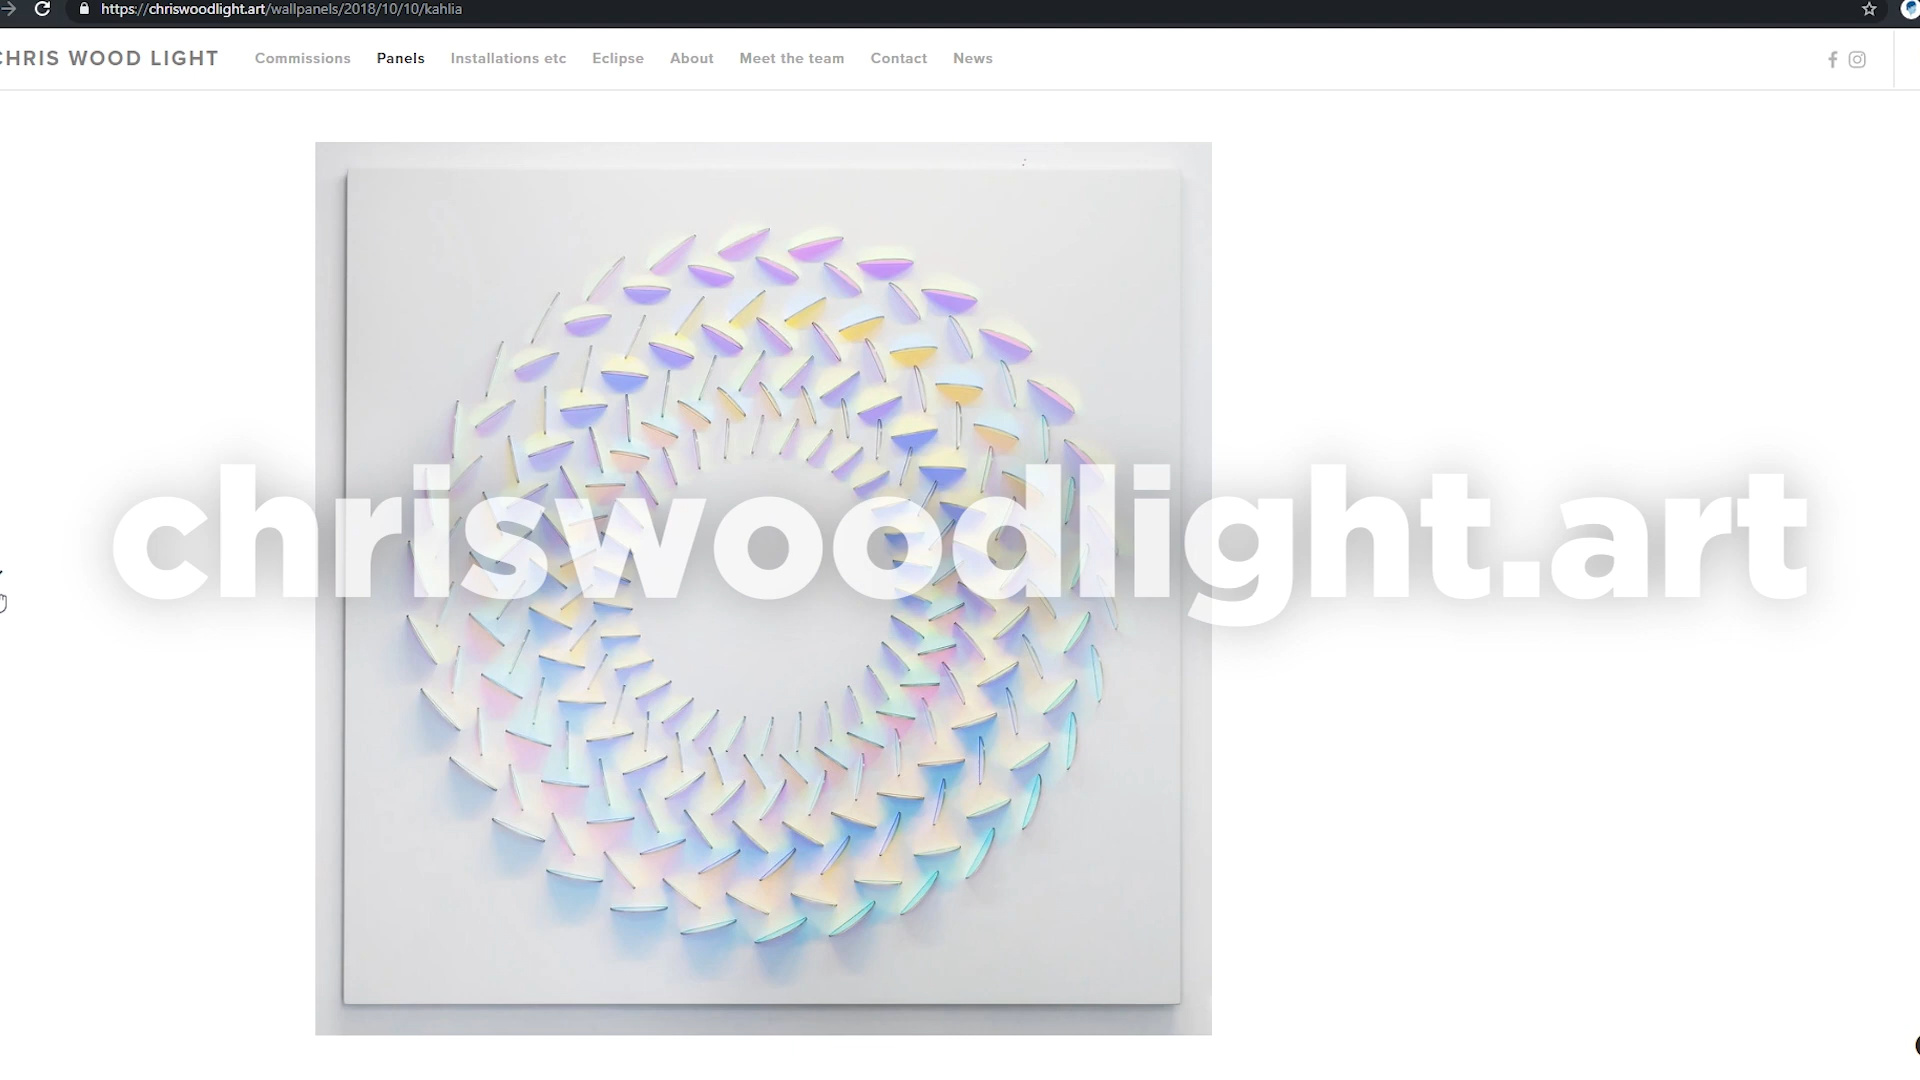 https://chriswoodlight.art/wallpanels/2018/10/10/kahlia
CHRIS WOOD LIGHT
Commissions
Panels
Installations etc
Eclipse
About
Meet the team
Contact
News
chriswoodlight.art